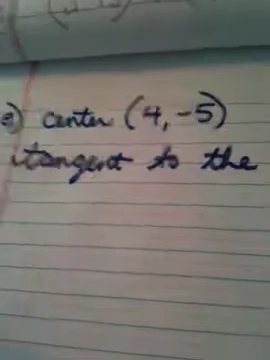 e) center (4,-5)
tangent to the